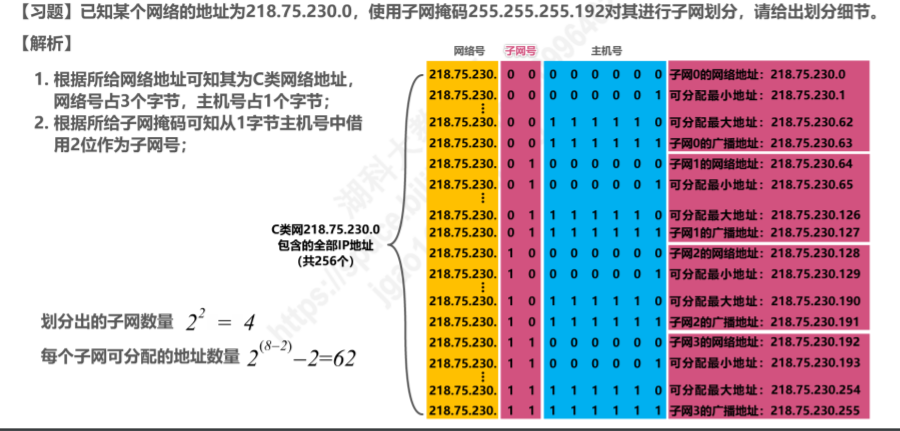 【习题】已知某个网络的地址为218.75.230.0，使用子网掩码255.255.255.192对其进行子网划分，请给出划分细节。
【解析】
1. 根据所给网络地址可知其为C类网络地址，
网络号占3个字节，主机号占1个字节；
2. 根据所给子网掩码可知从1字节主机号中借
用2位作为子网号；
划分出的子网数量 2^2 = 4
每个子网可分配的地址数量 2^(8-2)-2=62
C类网218.75.230.0
包含的全部IP地址
（共256个）
网络号 子网号 主机号
218.75.230. 0 0 0 0 0 0 0 0 子网0的网络地址：218.75.230.0
218.75.230. 0 0 0 0 0 0 0 1 可分配最小地址：218.75.230.1
⋮
218.75.230. 0 0 1 1 1 1 1 0 可分配最大地址：218.75.230.62
218.75.230. 0 0 1 1 1 1 1 1 子网0的广播地址：218.75.230.63
218.75.230. 0 1 0 0 0 0 0 0 子网1的网络地址：218.75.230.64
218.75.230. 0 1 0 0 0 0 0 1 可分配最小地址：218.75.230.65
⋮
218.75.230. 0 1 1 1 1 1 1 0 可分配最大地址：218.75.230.126
218.75.230. 0 1 1 1 1 1 1 1 子网1的广播地址：218.75.230.127
218.75.230. 1 0 0 0 0 0 0 0 子网2的网络地址：218.75.230.128
218.75.230. 1 0 0 0 0 0 0 1 可分配最小地址：218.75.230.129
⋮
218.75.230. 1 0 1 1 1 1 1 0 可分配最大地址：218.75.230.190
218.75.230. 1 0 1 1 1 1 1 1 子网2的广播地址：218.75.230.191
218.75.230. 1 1 0 0 0 0 0 0 子网3的网络地址：218.75.230.192
218.75.230. 1 1 0 0 0 0 0 1 可分配最小地址：218.75.230.193
⋮
218.75.230. 1 1 1 1 1 1 1 0 可分配最大地址：218.75.230.254
218.75.230. 1 1 1 1 1 1 1 1 子网3的广播地址：218.75.230.255